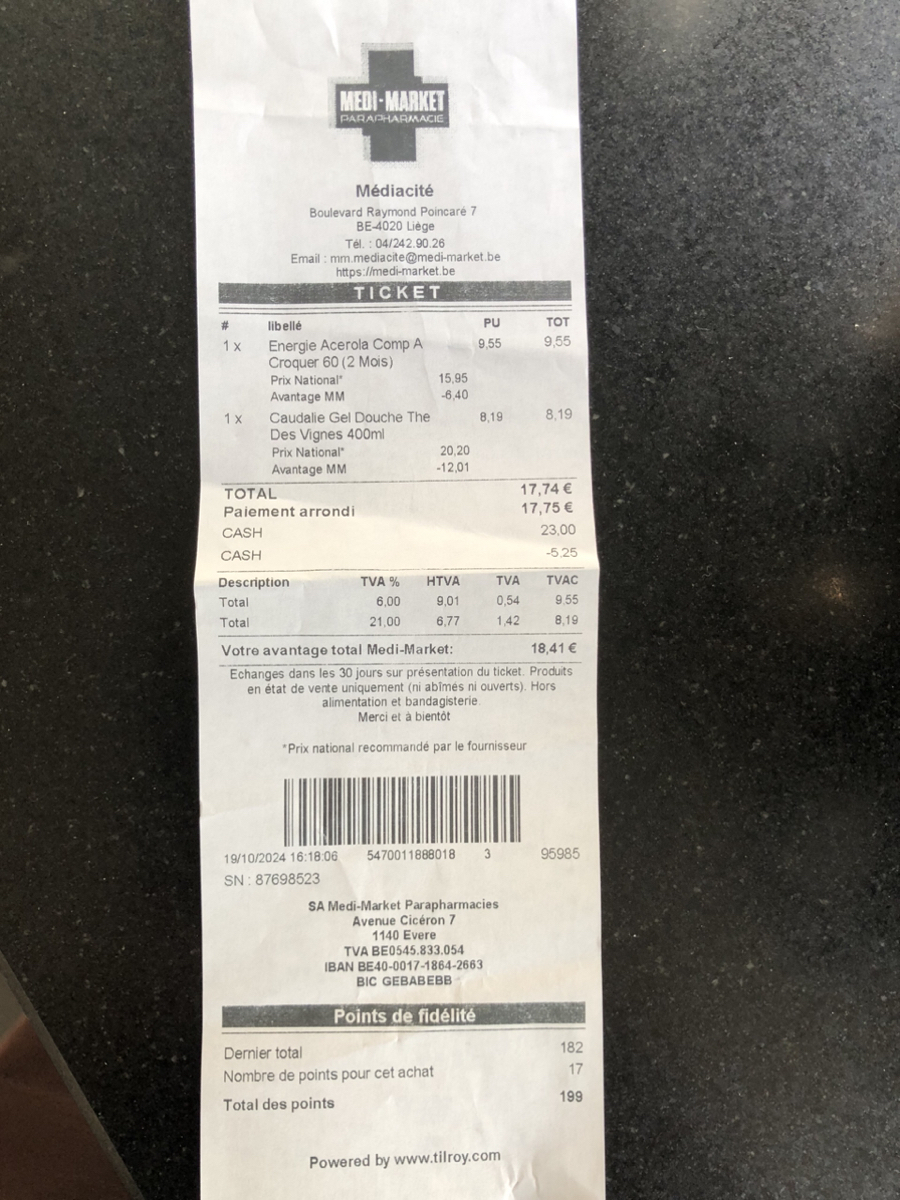 MEDI-MARKET
PARAPHARMACIE
Médiacité
Boulevard Raymond Poincaré 7
BE-4020 Liège
Tél. : 04/242.90.26
Email : mm.mediacite@medi-market.be
https://medi-market.be
TICKET
# libellé PU TOT
1 x Energie Acerola Comp A 9,55 9,55
Croquer 60 (2 Mois)
Prix National* 15,95
Avantage MM -6,40
1 x Caudalie Gel Douche The 8,19 8,19
Des Vignes 400ml
Prix National* 20,20
Avantage MM -12,01
TOTAL 17,74 €
Paiement arrondi 17,75 €
CASH 23,00
CASH -5,25
Description TVA % HTVA TVA TVAC
Total 6,00 9,01 0,54 9,55
Total 21,00 6,77 1,42 8,19
Votre avantage total Medi-Market: 18,41 €
Echanges dans les 30 jours sur présentation du ticket. Produits
en état de vente uniquement (ni abîmés ni ouverts). Hors
alimentation et bandagisterie.
Merci et à bientôt
*Prix national recommandé par le fournisseur
19/10/2024 16:18:06 5470011888018 3 95985
SN : 87698523
SA Medi-Market Parapharmacies
Avenue Cicéron 7
1140 Evere
TVA BE0545.833.054
IBAN BE40-0017-1864-2663
BIC GEBABEBB
Points de fidélité
Dernier total 182
Nombre de points pour cet achat 17
Total des points 199
Powered by www.tilroy.com